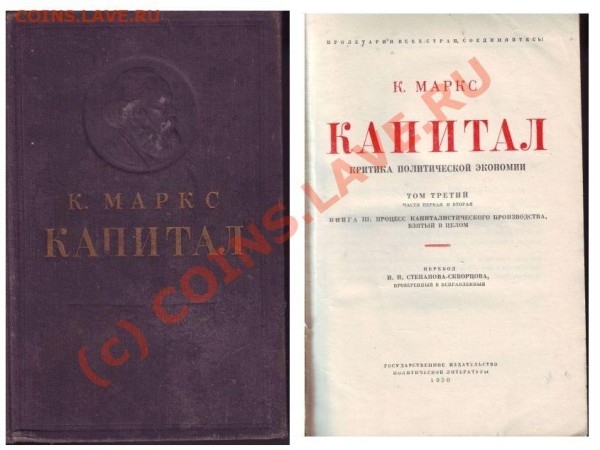 COINS.LAVE.RU
К. МАРКС
КАПИТАЛ
ПРОЛЕТАРИИ ВСЕХ СТРАН, СОЕДИНЯЙТЕСЬ!
К. МАРКС
КАПИТАЛ
КРИТИКА ПОЛИТИЧЕСКОЙ ЭКОНОМИИ
ТОМ ТРЕТИЙ
ЧАСТИ ПЕРВАЯ И ВТОРАЯ
КНИГА III: ПРОЦЕСС КАПИТАЛИСТИЧЕСКОГО ПРОИЗВОДСТВА,
ВЗЯТЫЙ В ЦЕЛОМ
ПЕРЕВОД
И. И. СТЕПАНОВА-СКВОРЦОВА,
ПРОВЕРЕННЫЙ И ИСПРАВЛЕННЫЙ
ГОСУДАРСТВЕННОЕ ИЗДАТЕЛЬСТВО
ПОЛИТИЧЕСКОЙ ЛИТЕРАТУРЫ
(c) COINS.LAVE.RU